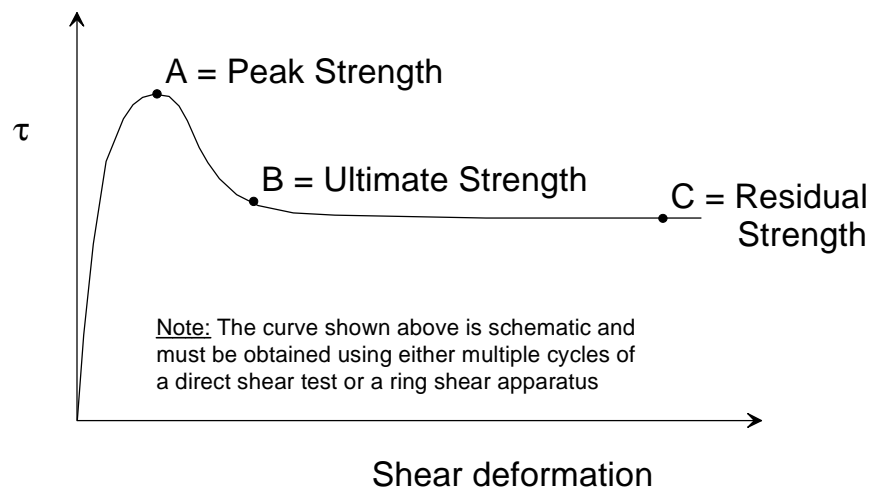 A = Peak Strength
τ
B = Ultimate Strength
C = Residual
Strength
Note: The curve shown above is schematic and
must be obtained using either multiple cycles of
a direct shear test or a ring shear apparatus
Shear deformation